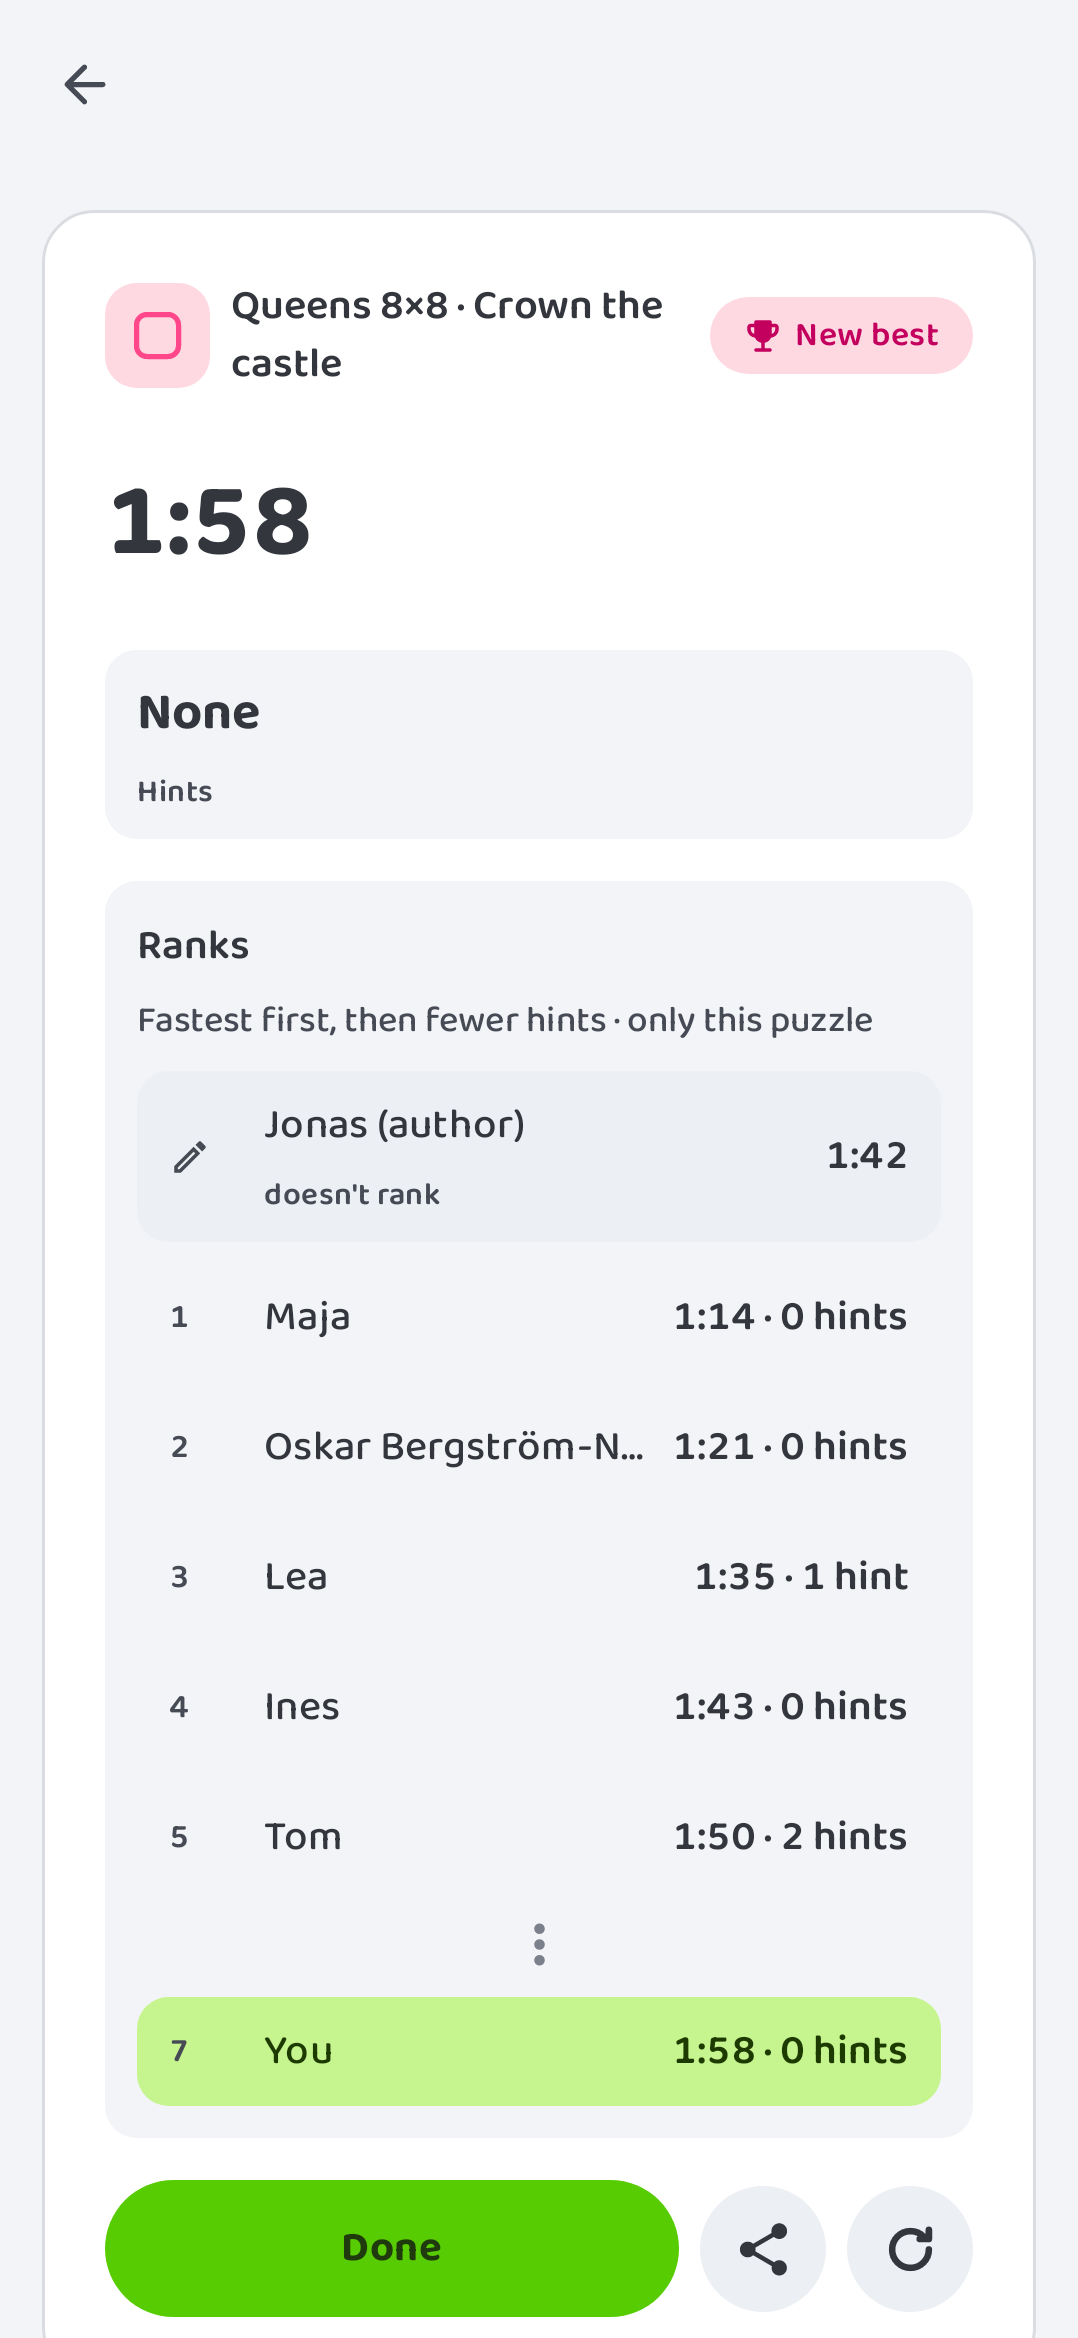 Queens 8×8 · Crown the
castle
New best
1:58
None
Hints
Ranks
Fastest first, then fewer hints · only this puzzle
Jonas (author)
doesn't rank
1:42
1 Maja 1:14 · 0 hints
2 Oskar Bergström-N... 1:21 · 0 hints
3 Lea 1:35 · 1 hint
4 Ines 1:43 · 0 hints
5 Tom 1:50 · 2 hints
7 You 1:58 · 0 hints
Done